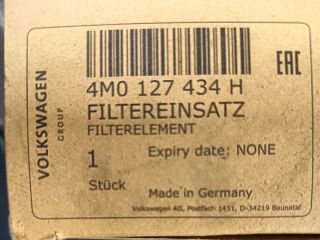 VOLKSWAGEN
GROUP
EAC
4M0 127 434 H
FILTEREINSATZ
FILTERELEMENT
1
Expiry date: NONE
Stück
Made in Germany
Volkswagen AG, Postfach 1451, D-34219 Baunatal